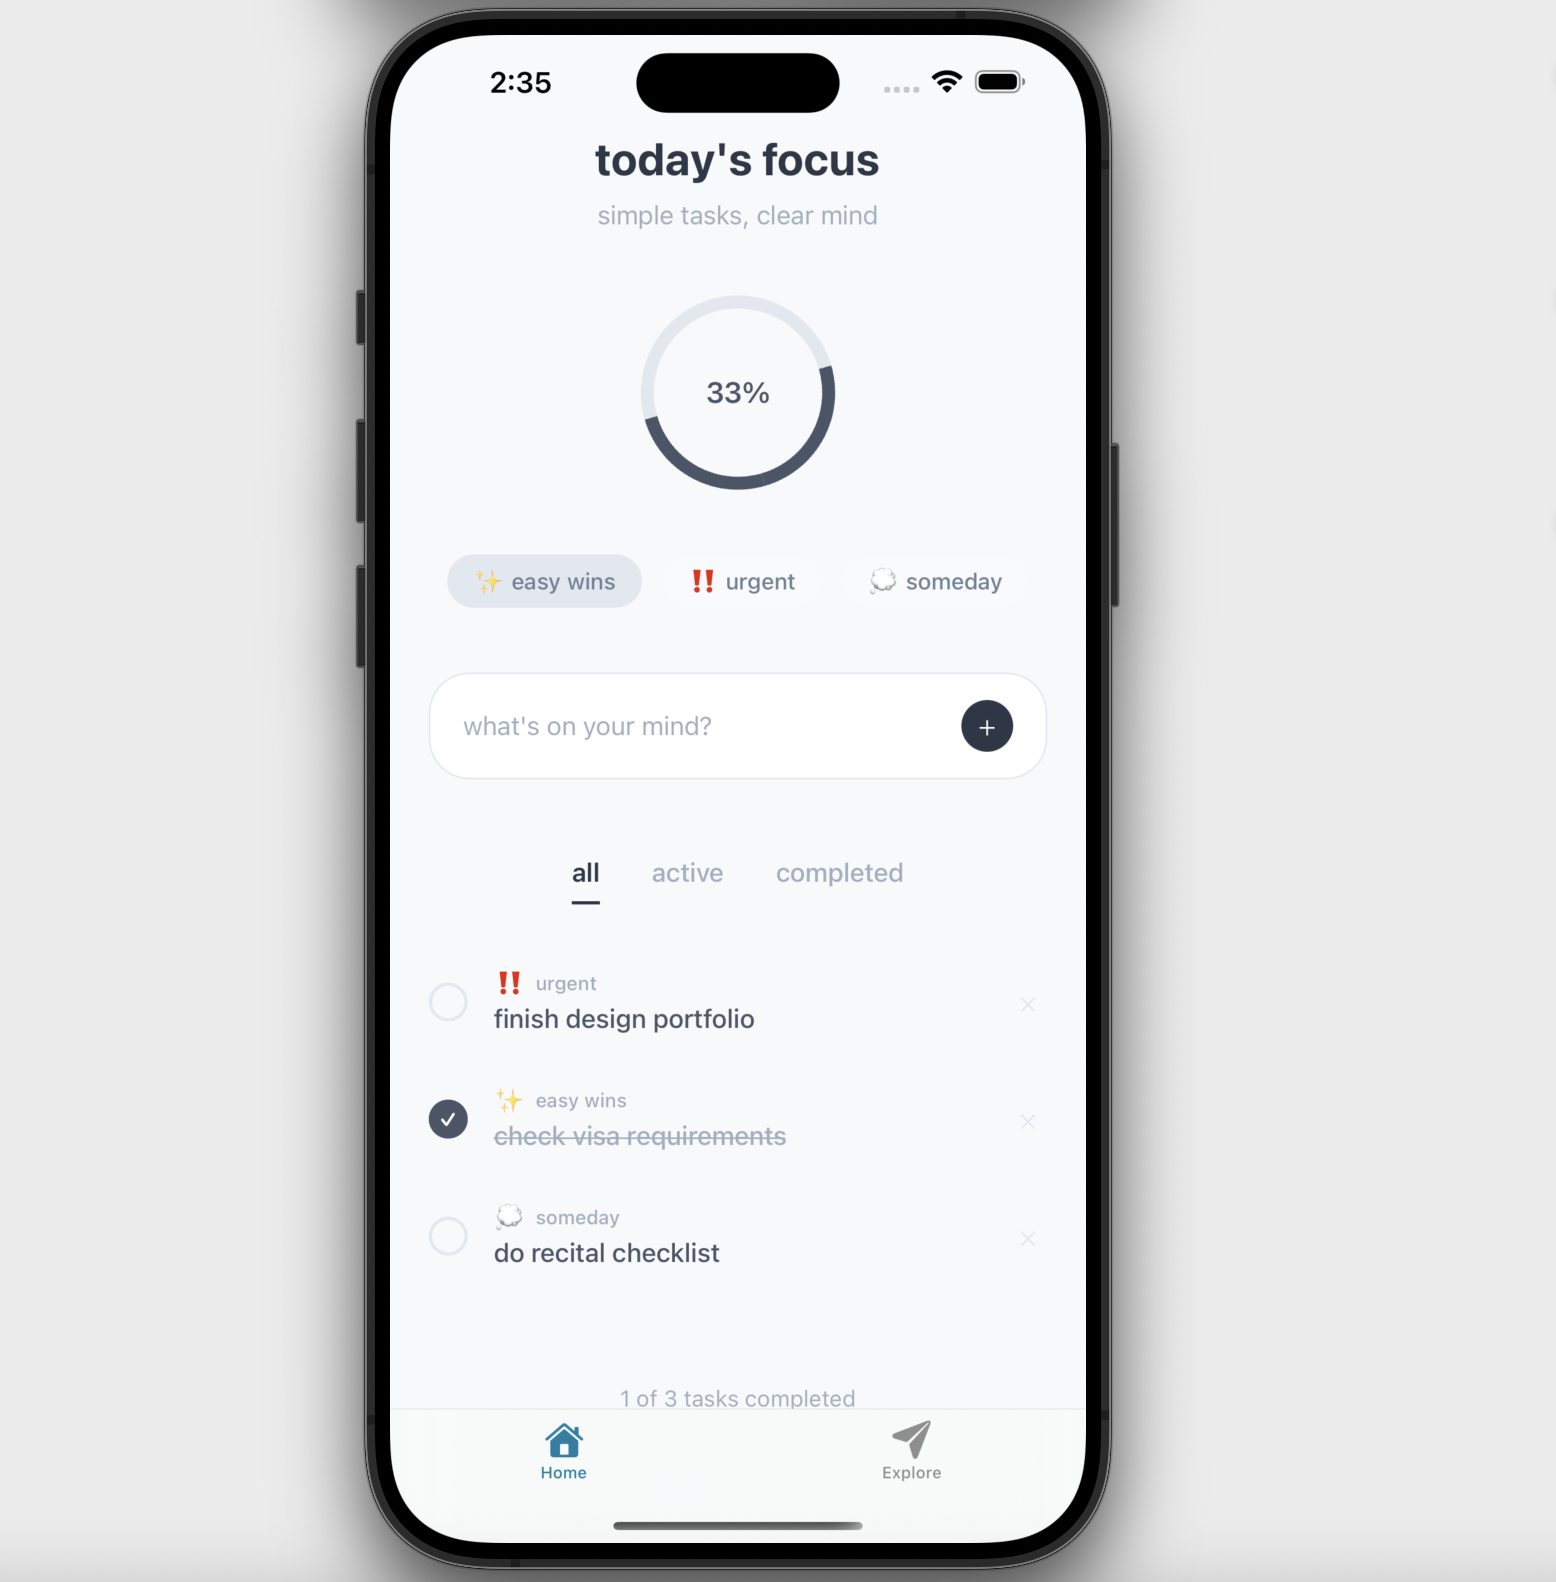 2:35
today's focus
simple tasks, clear mind
33%
✨ easy wins ‼️ urgent 💭 someday
what's on your mind? +
all active completed
‼️ urgent
finish design portfolio
✨ easy wins
check visa requirements
💭 someday
do recital checklist
1 of 3 tasks completed
Home Explore